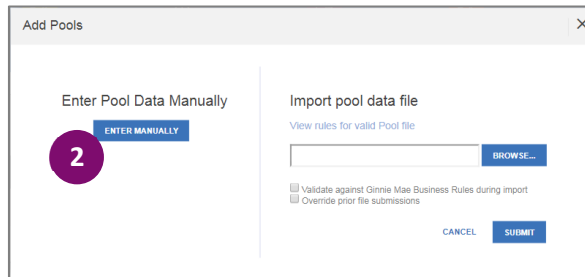 Add Pools
Enter Pool Data Manually
ENTER MANUALLY
2
Import pool data file
View rules for valid Pool file
BROWSE...
Validate against Ginnie Mae Business Rules during import
Override prior file submissions
CANCEL SUBMIT